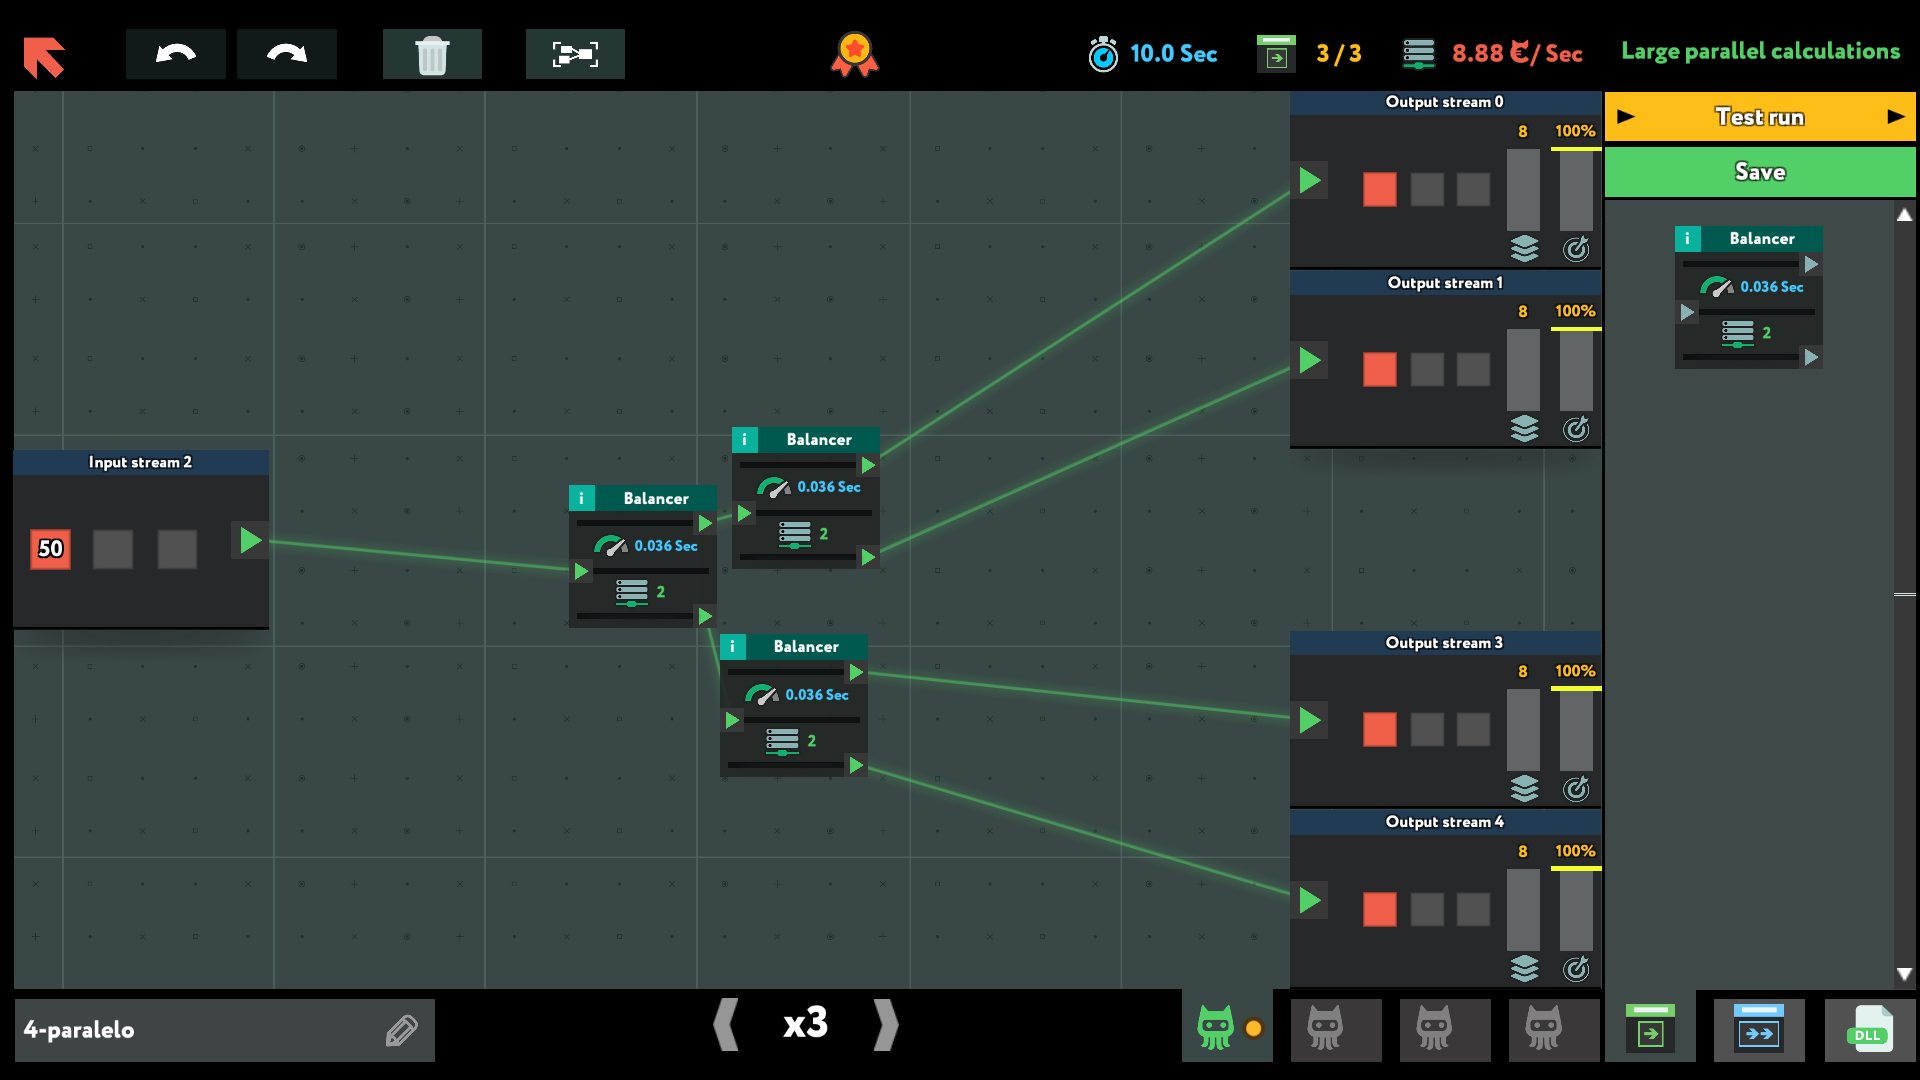 10.0 Sec
3/3
8.88 €/ Sec
Large parallel calculations
Test run
Save
i Balancer
0.036 Sec
2
Output stream 0
8 100%
Output stream 1
8 100%
Input stream 2
50
i Balancer
0.036 Sec
2
i Balancer
0.036 Sec
2
i Balancer
0.036 Sec
2
Output stream 3
8 100%
Output stream 4
8 100%
4-paralelo
x3
DLL